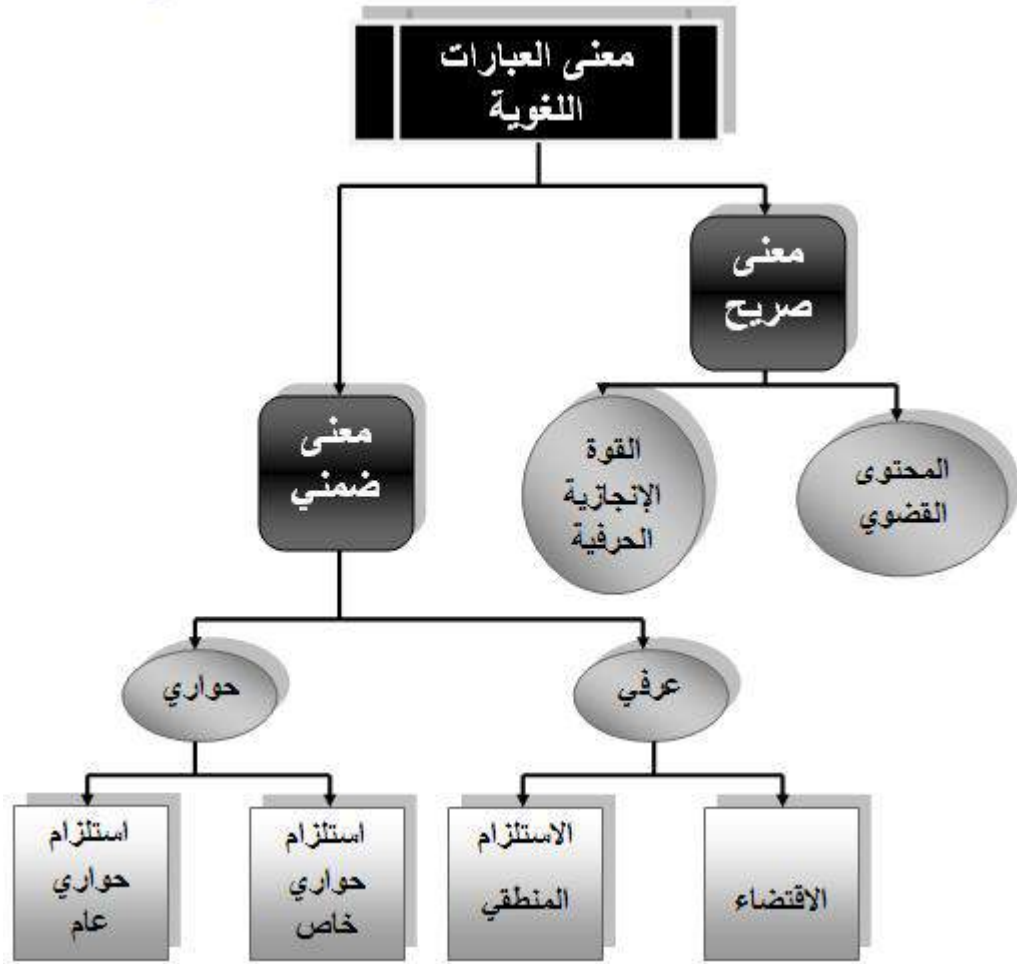 معنى العبارات
اللغوية
معنى
صريح
معنى
ضمني
المحتوى
القضوي
القوة
الإنجازية
الحرفية
عرفي
حواري
الاقتضاء
الاستلزام
المنطقي
استلزام
حواري
خاص
استلزام
حواري
عام